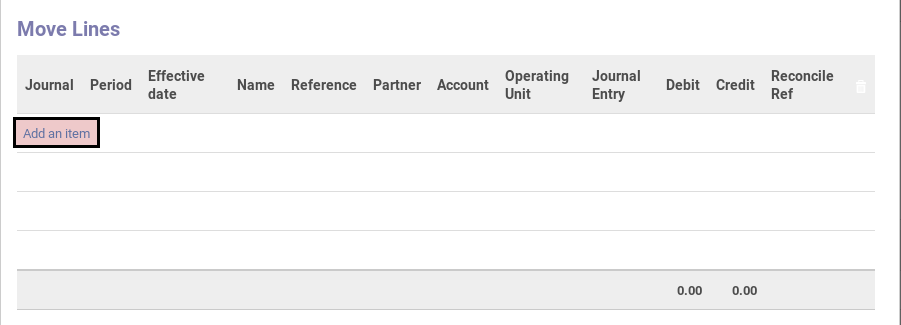 Move Lines
Journal Period Effective date Name Reference Partner Account Operating Unit Journal Entry Debit Credit Reconcile Ref
Add an item
0.00 0.00